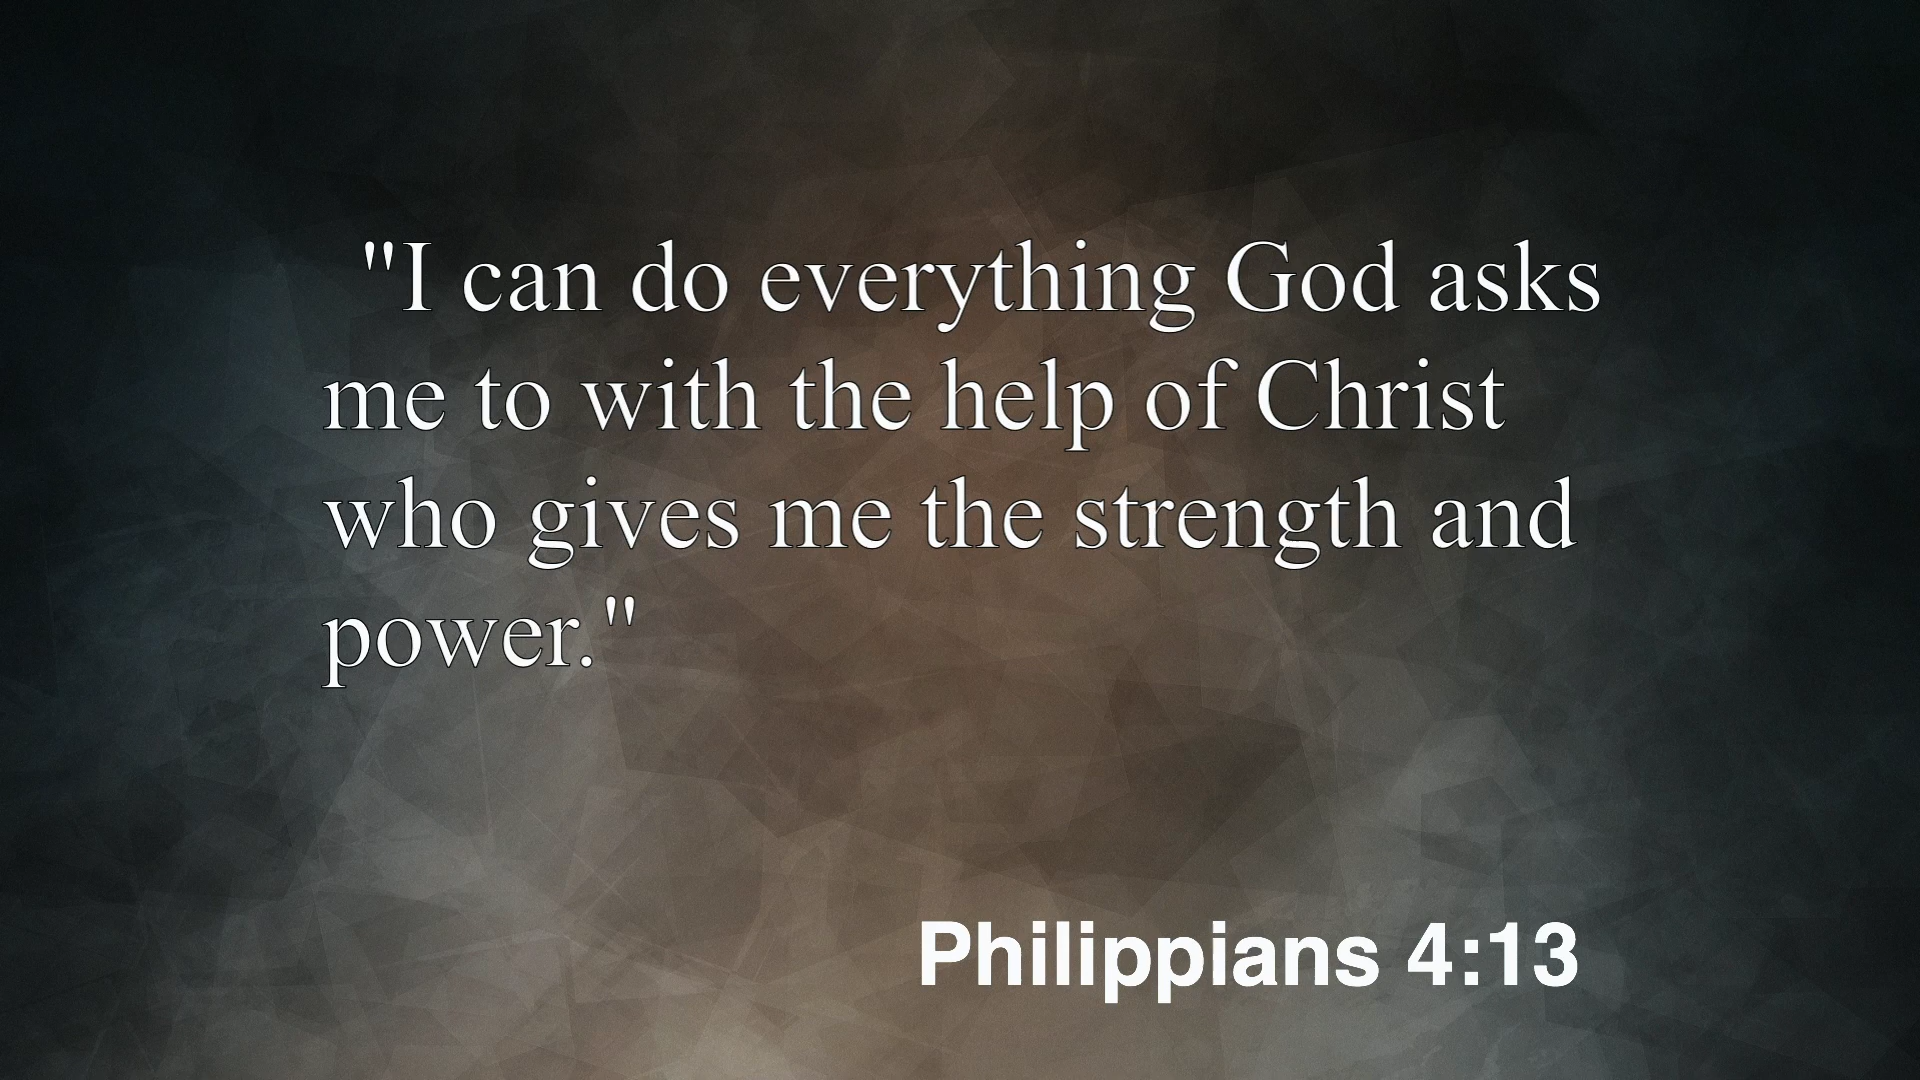 "I can do everything God asks
me to with the help of Christ
who gives me the strength and
power."
Philippians 4:13